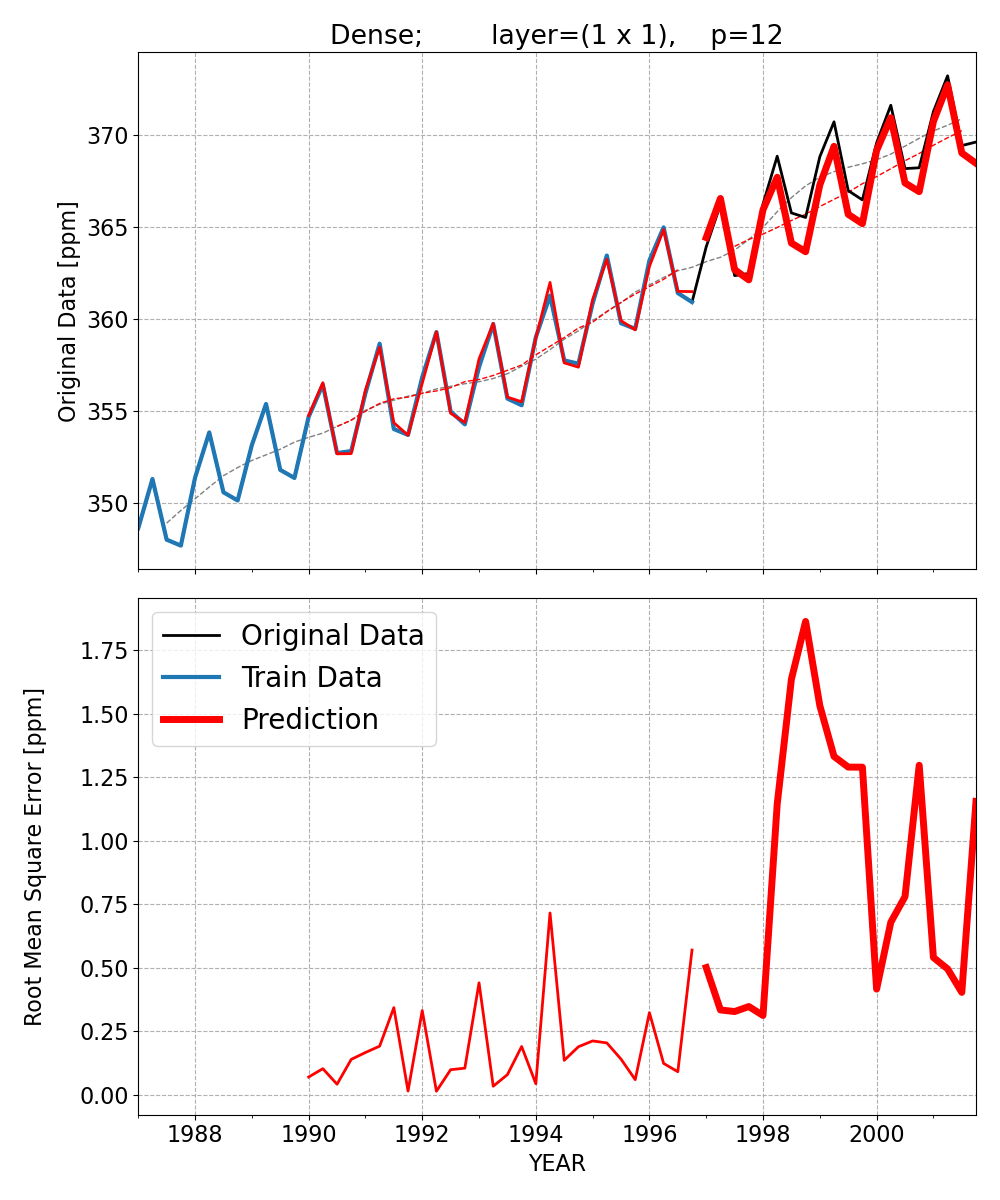 Dense; layer=(1 x 1), p=12
Original Data [ppm]
370
365
360
355
350
Root Mean Square Error [ppm]
1.75
1.50
1.25
1.00
0.75
0.50
0.25
0.00
Original Data
Train Data
Prediction
1988 1990 1992 1994 1996 1998 2000
YEAR